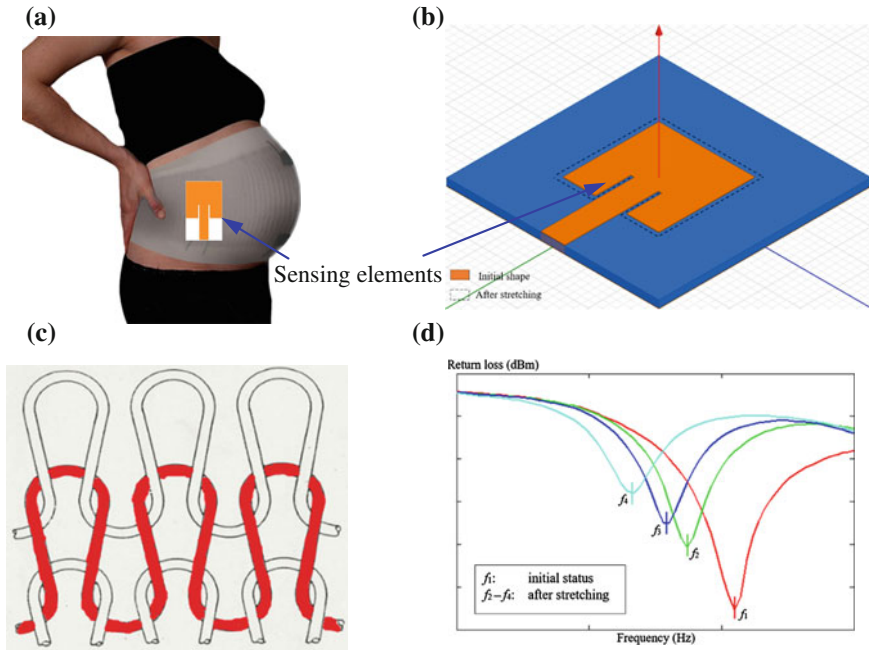 (a)
(b)
Sensing elements
Initial shape
After stretching
(c)
(d)
Return loss (dBm)
f4
f3
f2
f1
f1: initial status
f2–f4: after stretching
Frequency (Hz)